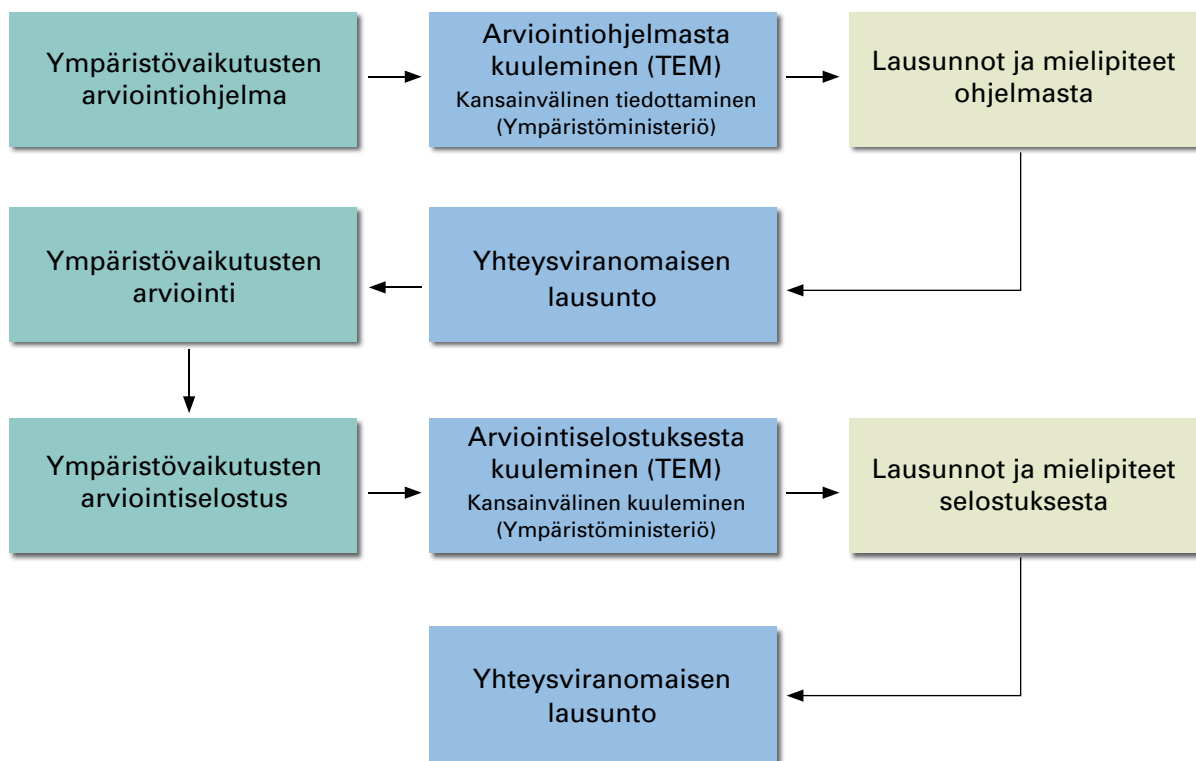 Ympäristövaikutusten
arviointiohjelma
Arviointiohjelmasta
kuuleminen (TEM)
Kansainvälinen tiedottaminen
(Ympäristöministeriö)
Lausunnot ja mielipiteet
ohjelmasta
Ympäristövaikutusten
arviointi
Yhteysviranomaisen
lausunto
Ympäristövaikutusten
arviointiselostus
Arviointiselostuksesta
kuuleminen (TEM)
Kansainvälinen kuuleminen
(Ympäristöministeriö)
Lausunnot ja mielipiteet
selostuksesta
Yhteysviranomaisen
lausunto